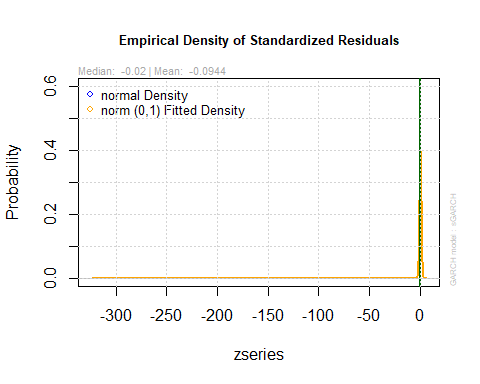 Empirical Density of Standardized Residuals
Median: -0.02 | Mean: -0.0944
normal Density
norm (0,1) Fitted Density
Probability
0.6
0.4
0.2
0.0
-300
-250
-200
-150
-100
-50
0
zseries
GARCH model : sGARCH